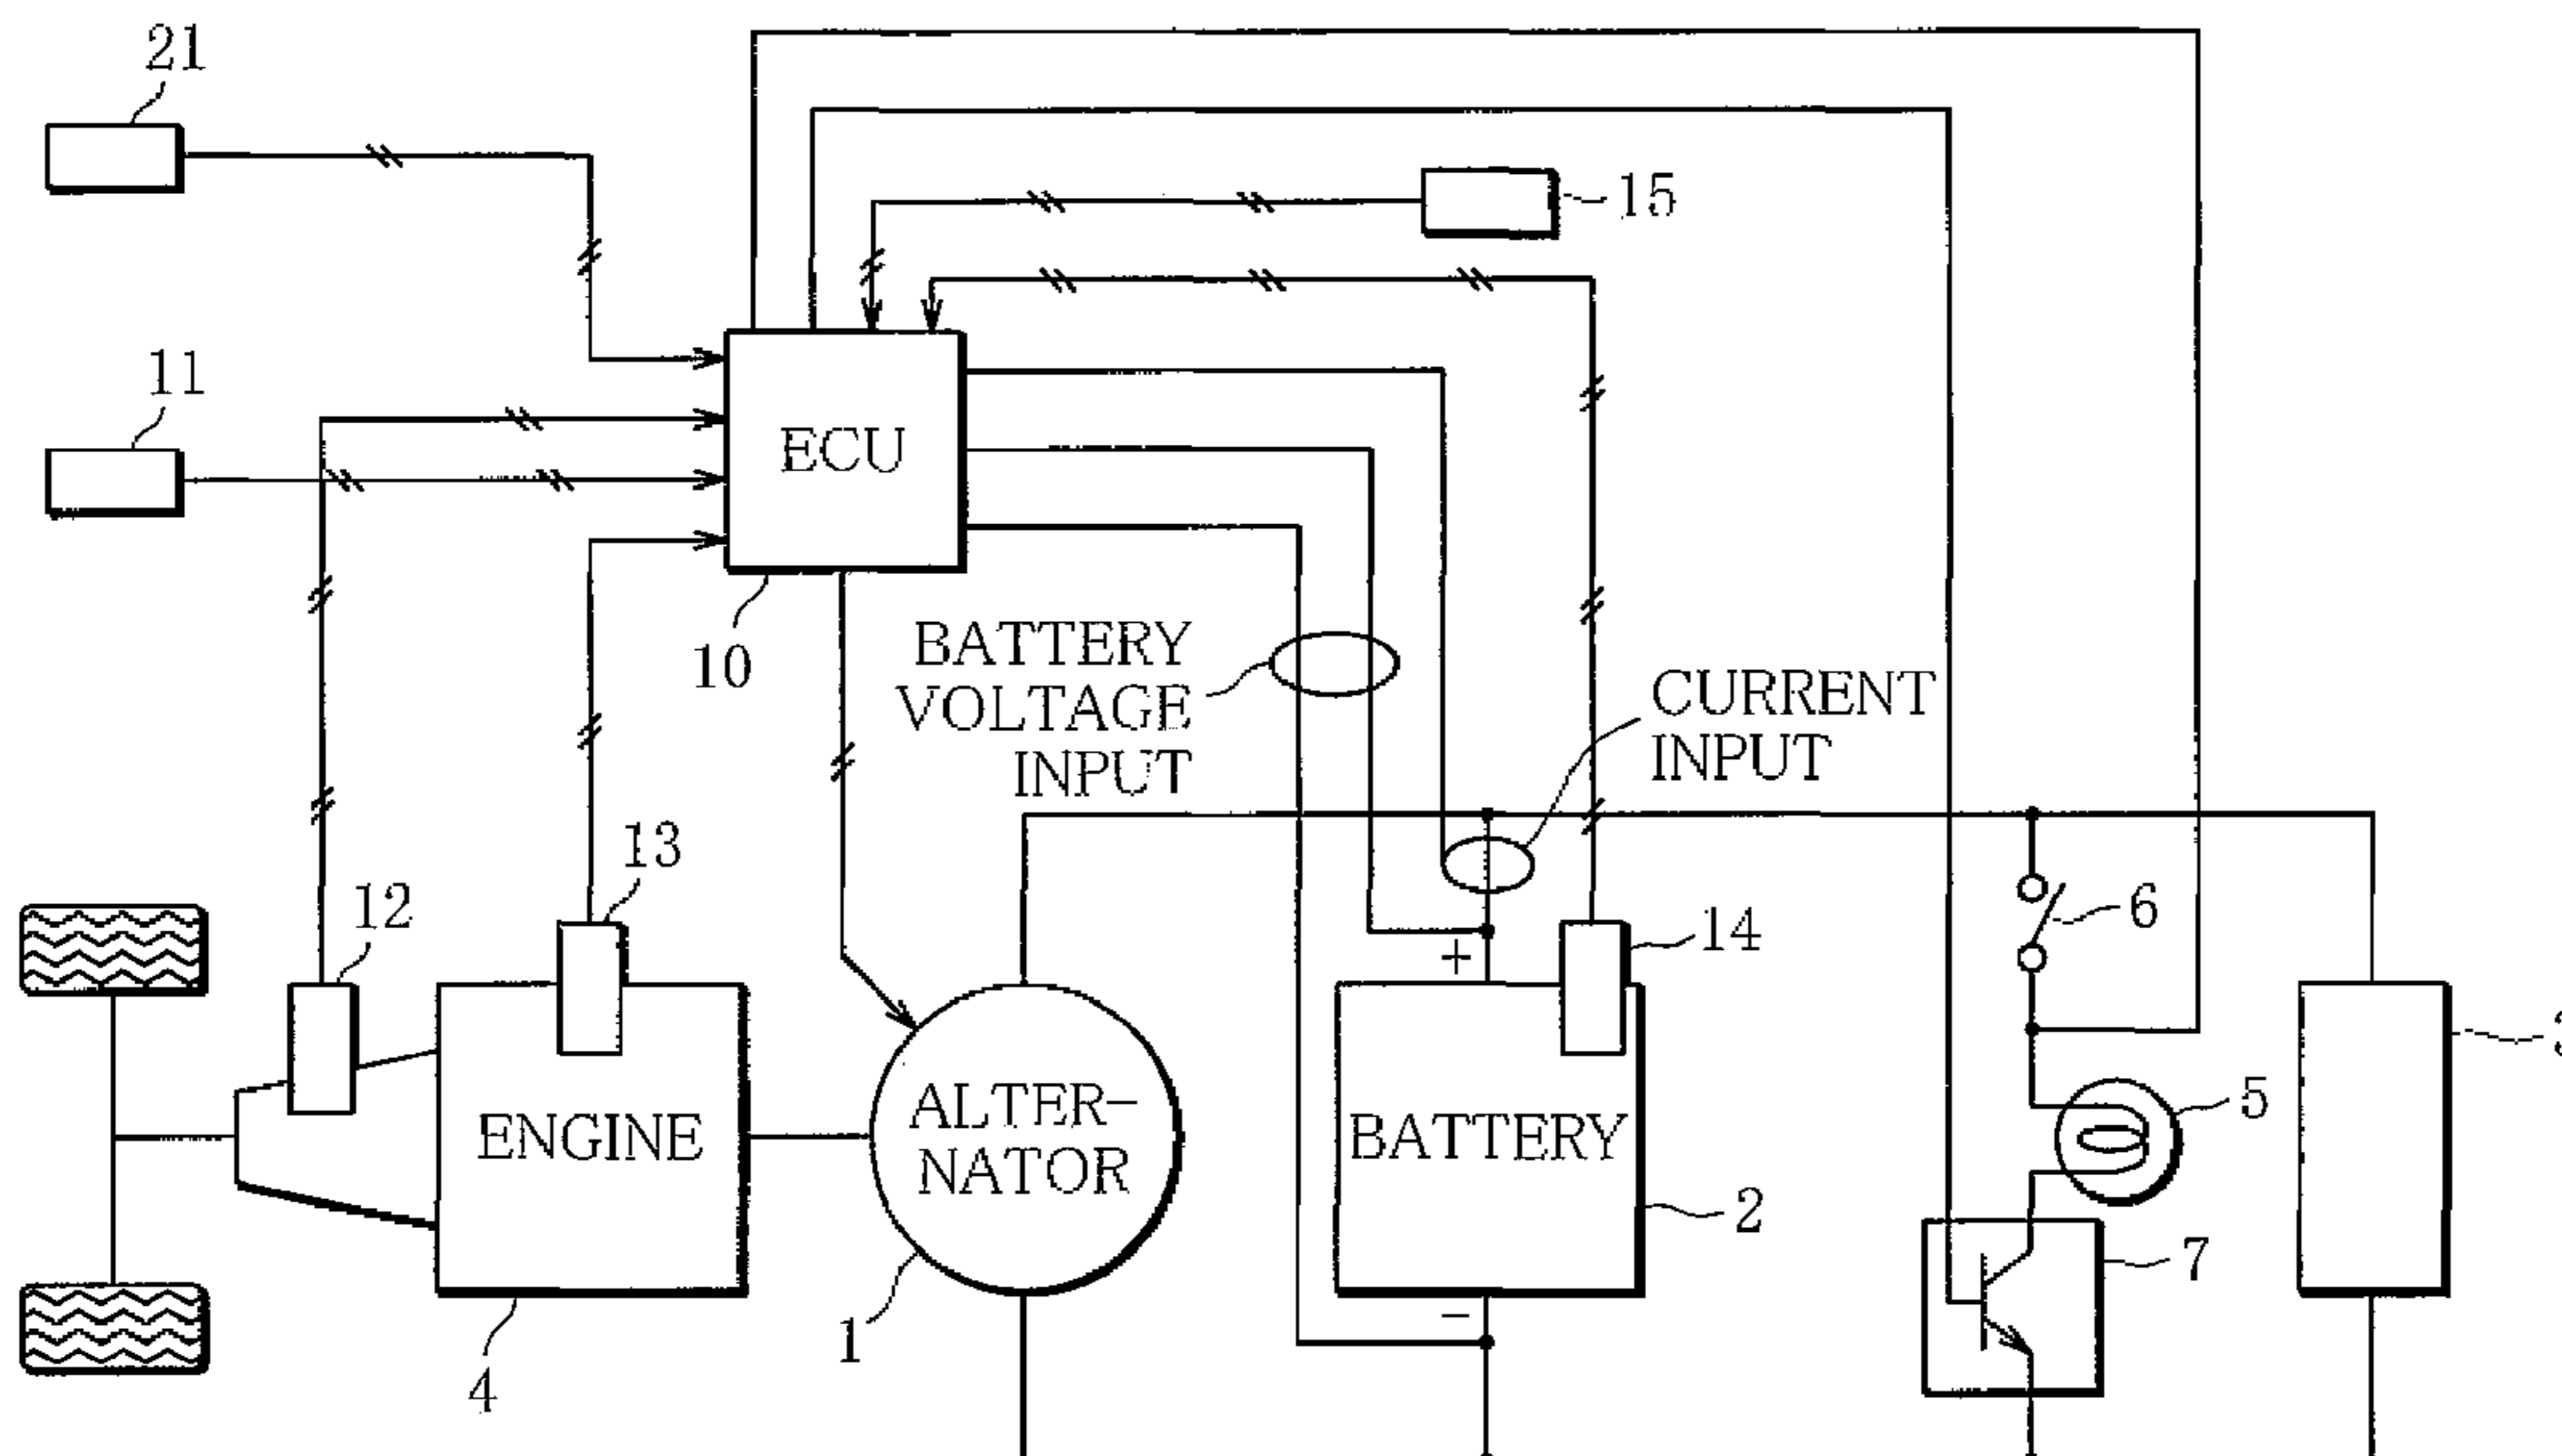 21
15
11
ECU
10
BATTERY
VOLTAGE
INPUT
CURRENT
INPUT
13
12
6
14
+
5
ALTER-
NATOR
ENGINE
BATTERY
2
7
-
1
4